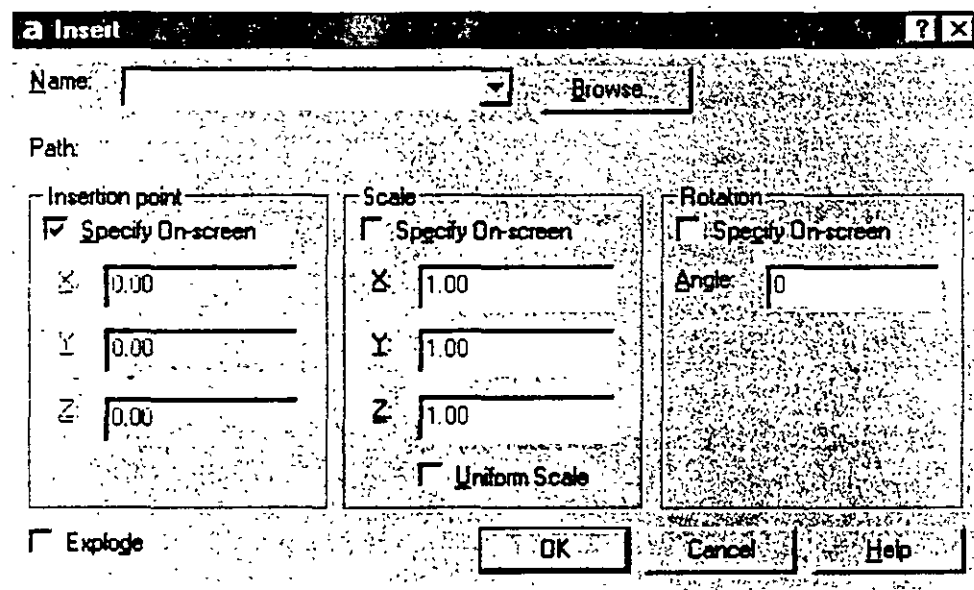 a Insert ? ×
Name: Browse...
Path:
Insertion point
Specify On-screen
X: 0.00
Y: 0.00
Z: 0.00
Scale
Specify On-screen
X: 1.00
Y: 1.00
Z: 1.00
Uniform Scale
Rotation
Specify On-screen
Angle: 0
Explode OK Cancel Help